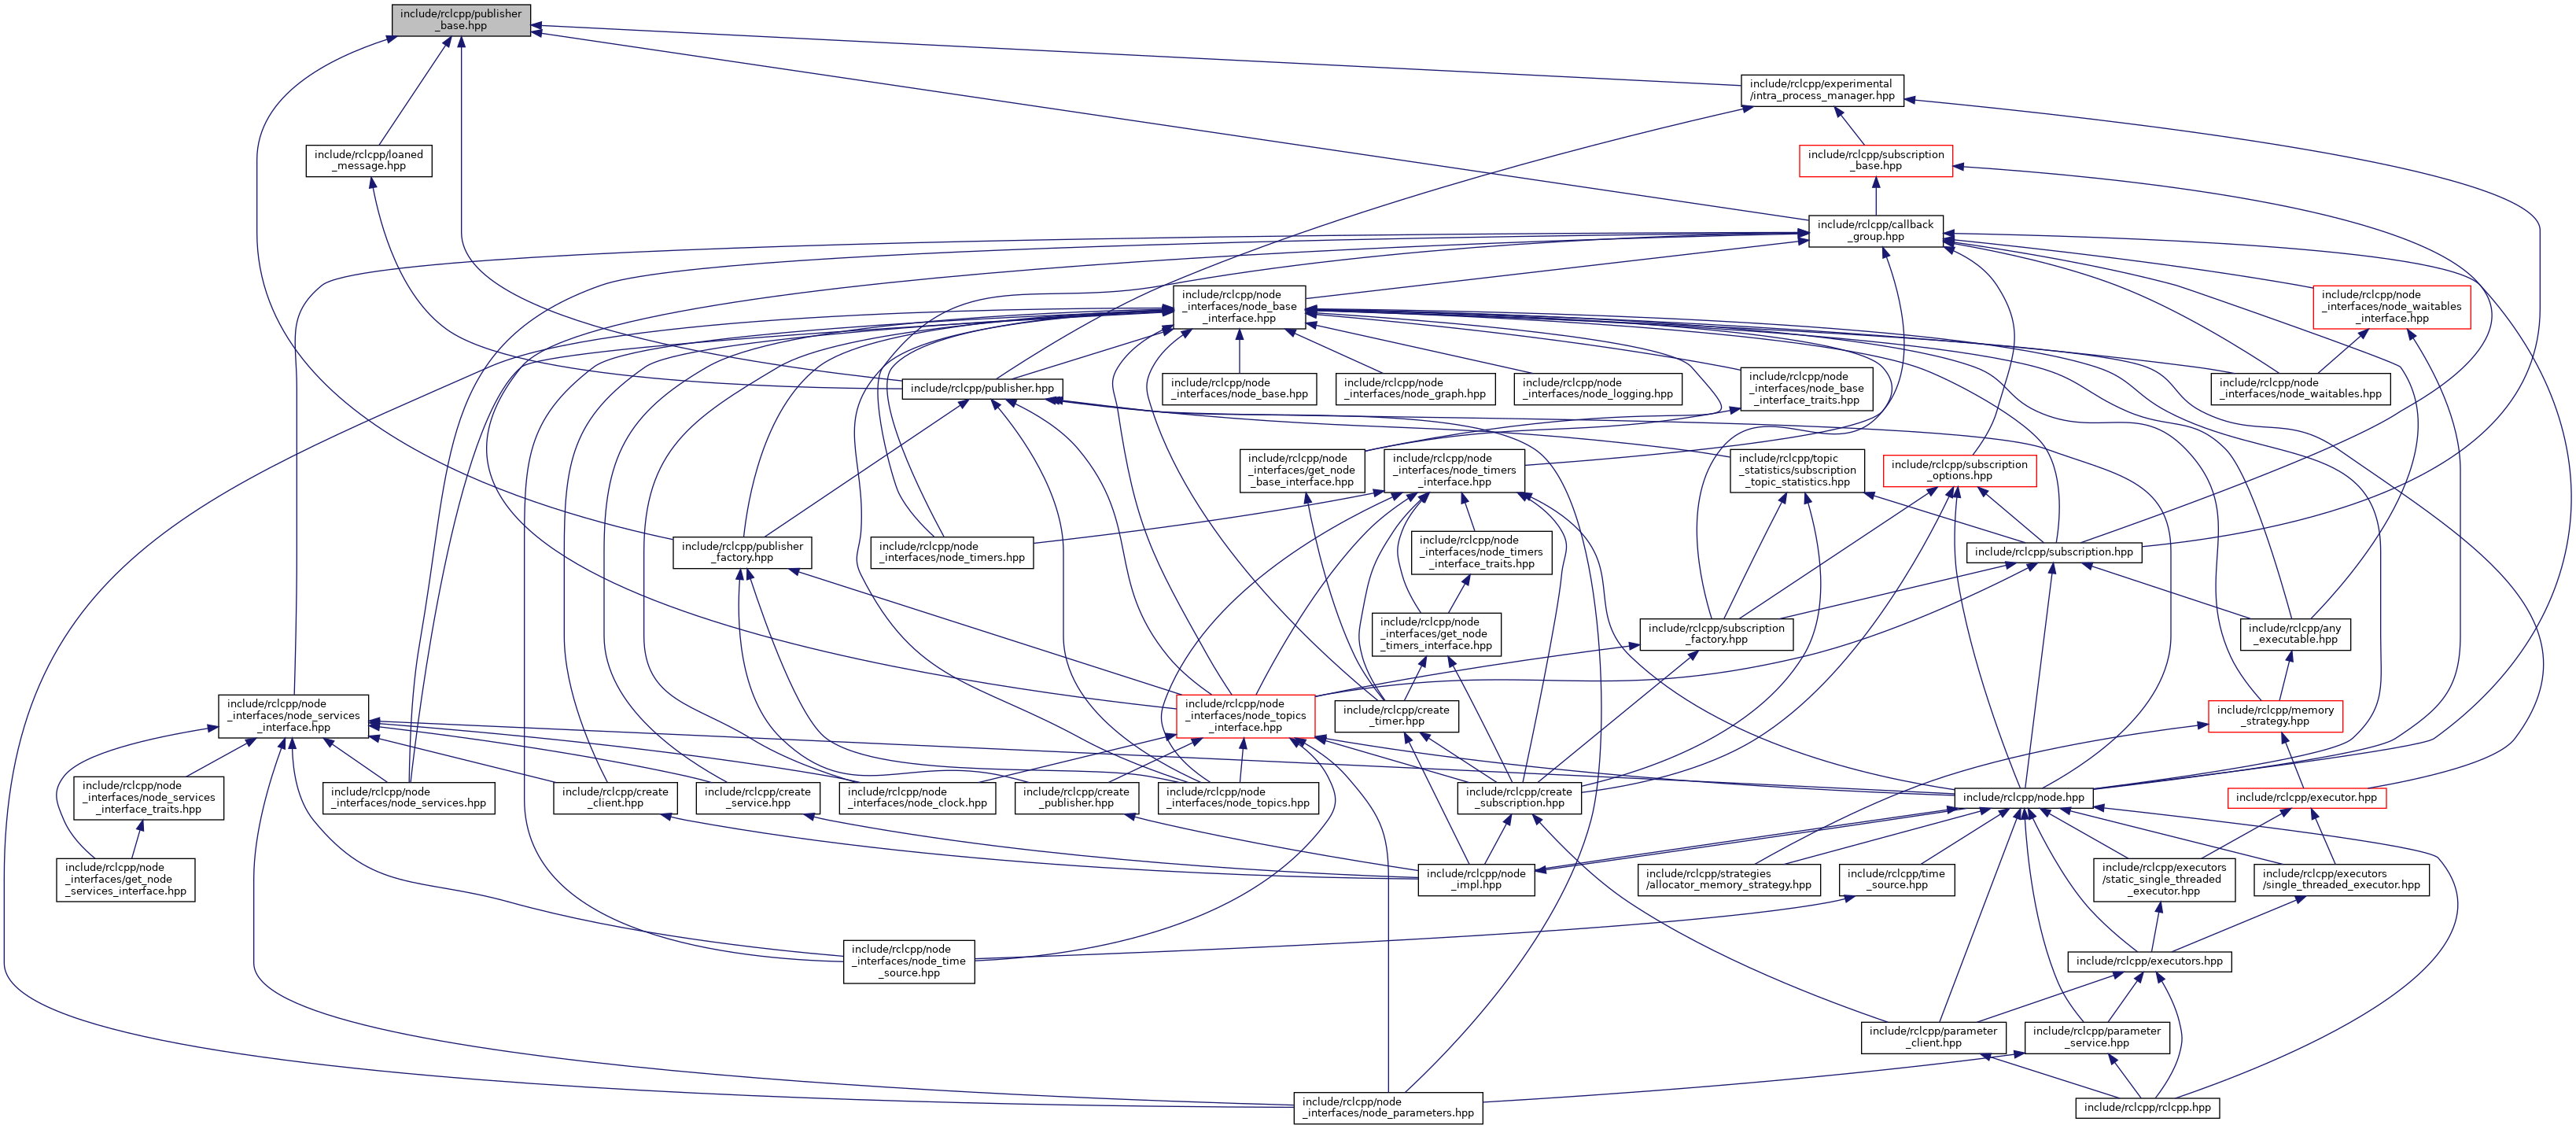 include/rclcpp/publisher
_base.hpp
include/rclcpp/experimental
/intra_process_manager.hpp
include/rclcpp/loaned
_message.hpp
include/rclcpp/subscription
_base.hpp
include/rclcpp/callback
_group.hpp
include/rclcpp/node
_interfaces/node_base
_interface.hpp
include/rclcpp/node
_interfaces/node_waitables
_interface.hpp
include/rclcpp/publisher.hpp
include/rclcpp/node
_interfaces/node_base.hpp
include/rclcpp/node
_interfaces/node_graph.hpp
include/rclcpp/node
_interfaces/node_logging.hpp
include/rclcpp/node
_interfaces/node_base
_interface_traits.hpp
include/rclcpp/node
_interfaces/node_waitables.hpp
include/rclcpp/node
_interfaces/get_node
_base_interface.hpp
include/rclcpp/node
_interfaces/node_timers
_interface.hpp
include/rclcpp/topic
_statistics/subscription
_topic_statistics.hpp
include/rclcpp/subscription
_options.hpp
include/rclcpp/publisher
_factory.hpp
include/rclcpp/node
_interfaces/node_timers.hpp
include/rclcpp/node
_interfaces/node_timers
_interface_traits.hpp
include/rclcpp/subscription.hpp
include/rclcpp/node
_interfaces/get_node
_timers_interface.hpp
include/rclcpp/subscription
_factory.hpp
include/rclcpp/any
_executable.hpp
include/rclcpp/node
_interfaces/node_services
_interface.hpp
include/rclcpp/node
_interfaces/node_topics
_interface.hpp
include/rclcpp/create
_timer.hpp
include/rclcpp/memory
_strategy.hpp
include/rclcpp/node
_interfaces/node_services
_interface_traits.hpp
include/rclcpp/node
_interfaces/node_services.hpp
include/rclcpp/create
_client.hpp
include/rclcpp/create
_service.hpp
include/rclcpp/node
_interfaces/node_clock.hpp
include/rclcpp/create
_publisher.hpp
include/rclcpp/node
_interfaces/node_topics.hpp
include/rclcpp/create
_subscription.hpp
include/rclcpp/node.hpp
include/rclcpp/executor.hpp
include/rclcpp/node
_interfaces/get_node
_services_interface.hpp
include/rclcpp/node
_impl.hpp
include/rclcpp/strategies
/allocator_memory_strategy.hpp
include/rclcpp/time
_source.hpp
include/rclcpp/executors
/static_single_threaded
_executor.hpp
include/rclcpp/executors
/single_threaded_executor.hpp
include/rclcpp/node
_interfaces/node_time
_source.hpp
include/rclcpp/executors.hpp
include/rclcpp/parameter
_client.hpp
include/rclcpp/parameter
_service.hpp
include/rclcpp/node
_interfaces/node_parameters.hpp
include/rclcpp/rclcpp.hpp